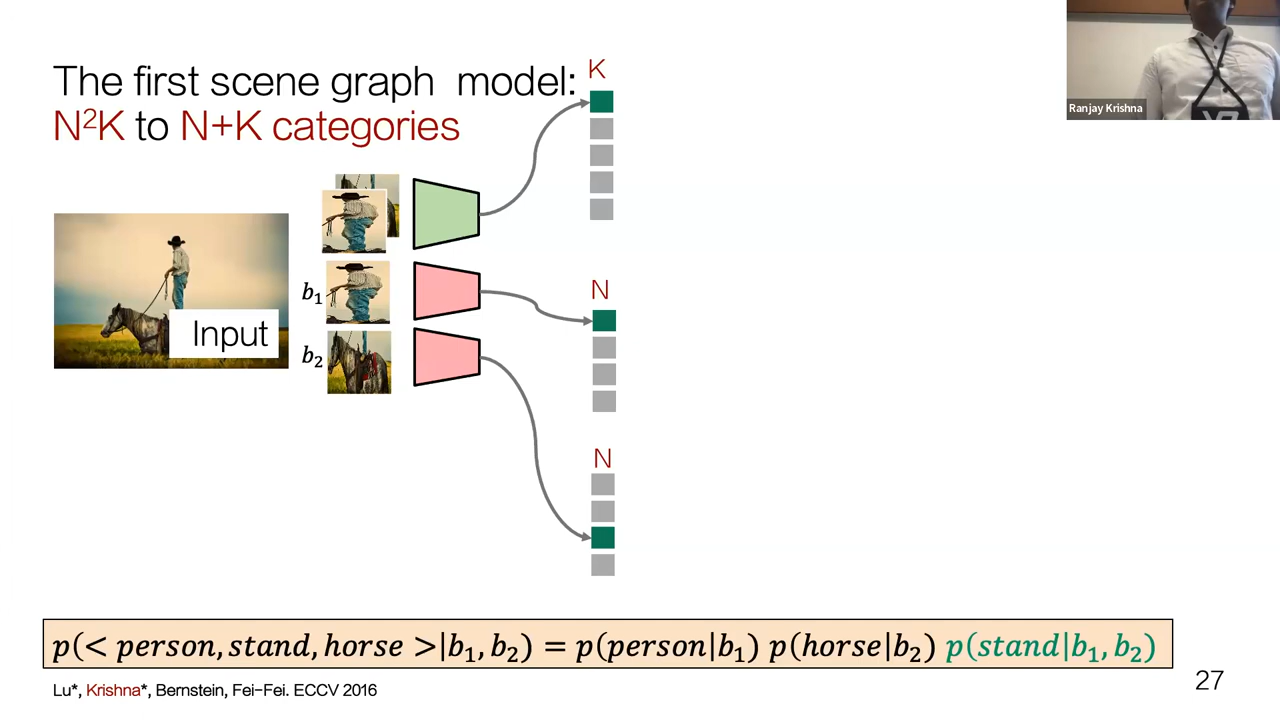 The first scene graph model:
N²K to N+K categories
K
Ranjay Krishna
Input
b₁
b₂
N
N
p(< person, stand, horse >|b₁, b₂) = p(person|b₁) p(horse|b₂) p(stand|b₁, b₂)
Lu*, Krishna*, Bernstein, Fei-Fei. ECCV 2016
27